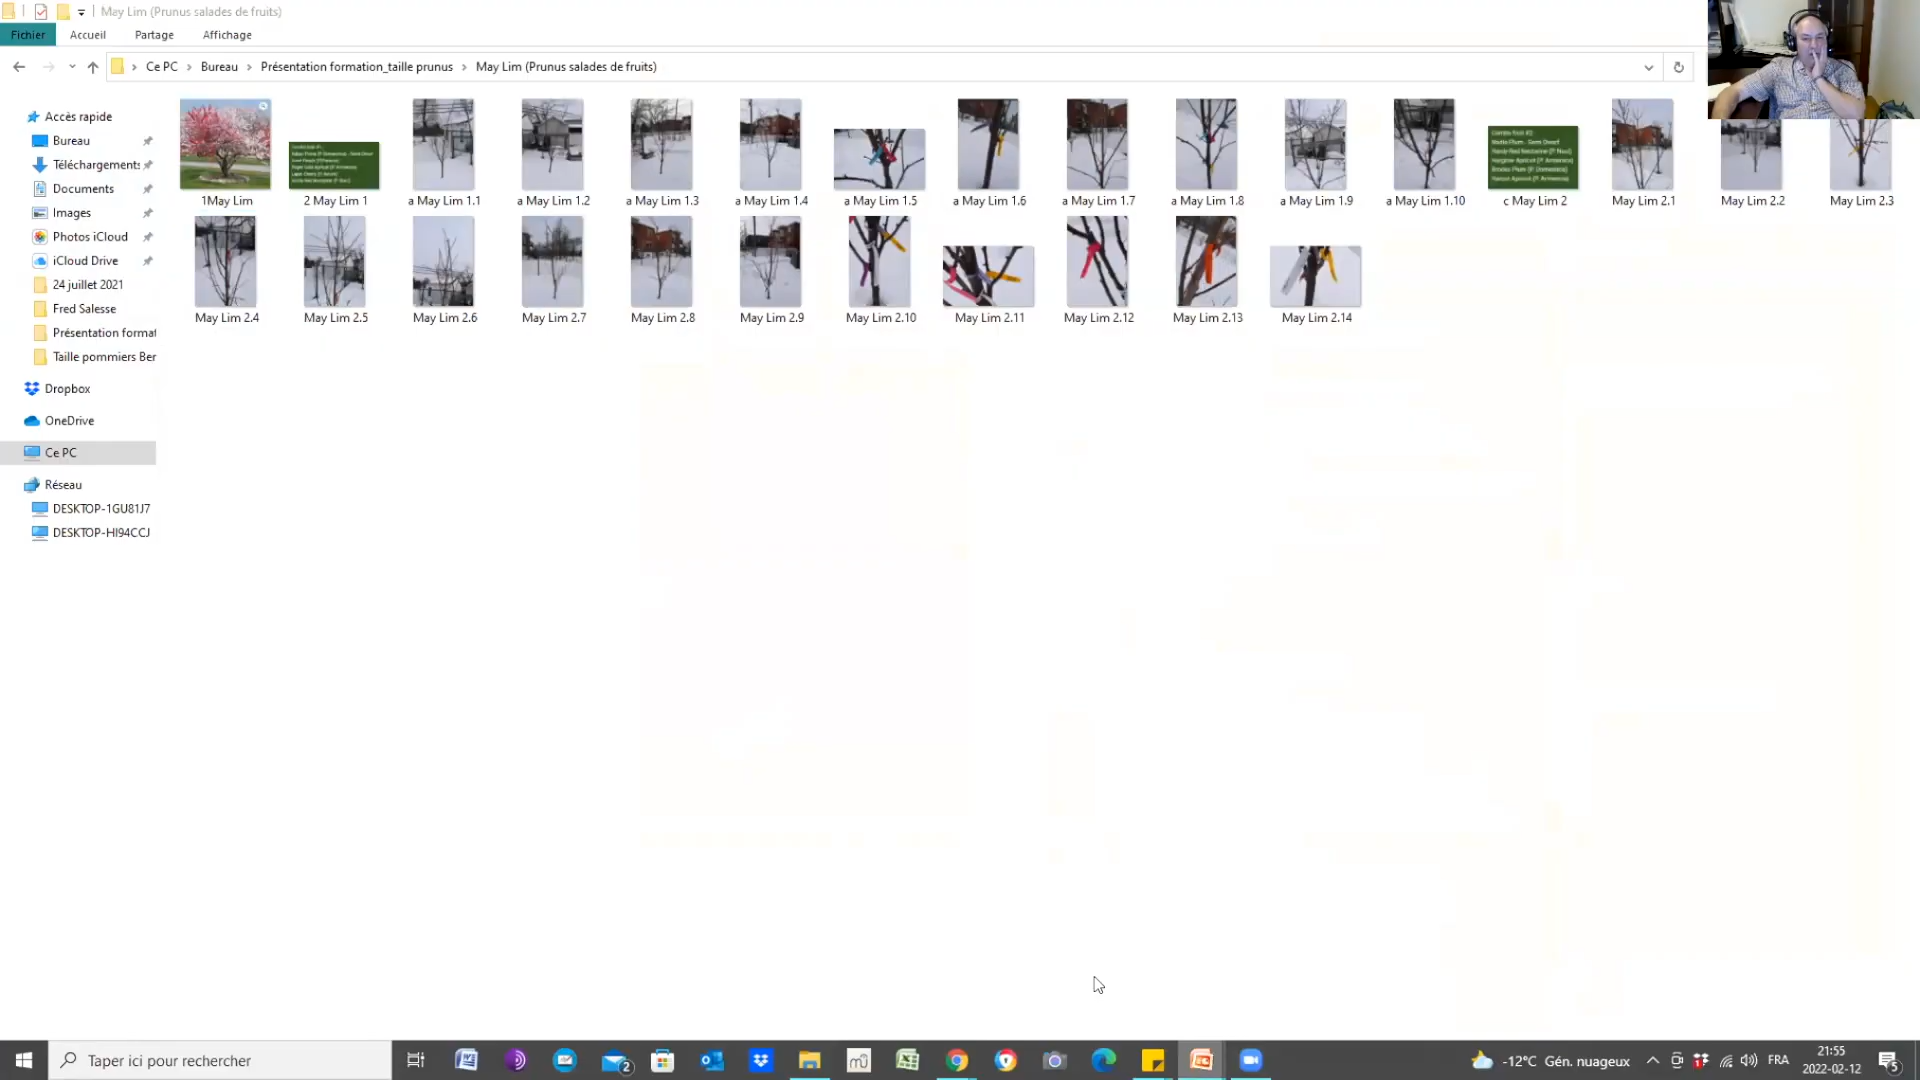 May Lim (Prunus salades de fruits)
Fichier Accueil Partage Affichage
Ce PC Bureau Présentation formation_taille prunus May Lim (Prunus salades de fruits)
Accès rapide
Bureau
Téléchargements
Documents
Images
Photos iCloud
iCloud Drive
24 juillet 2021
Fred Salesse
Présentation format
Taille pommiers Ber
Dropbox
OneDrive
Ce PC
Réseau
DESKTOP-1GU81J7
DESKTOP-HI94CCJ
1May Lim 2 May Lim 1 a May Lim 1.1 a May Lim 1.2 a May Lim 1.3 a May Lim 1.4 a May Lim 1.5 a May Lim 1.6 a May Lim 1.7 a May Lim 1.8 a May Lim 1.9 a May Lim 1.10 c May Lim 2 May Lim 2.1 May Lim 2.2 May Lim 2.3
May Lim 2.4 May Lim 2.5 May Lim 2.6 May Lim 2.7 May Lim 2.8 May Lim 2.9 May Lim 2.10 May Lim 2.11 May Lim 2.12 May Lim 2.13 May Lim 2.14
Taper ici pour rechercher
2
-12°C Gén. nuageux
FRA
21:55
2022-02-12
5